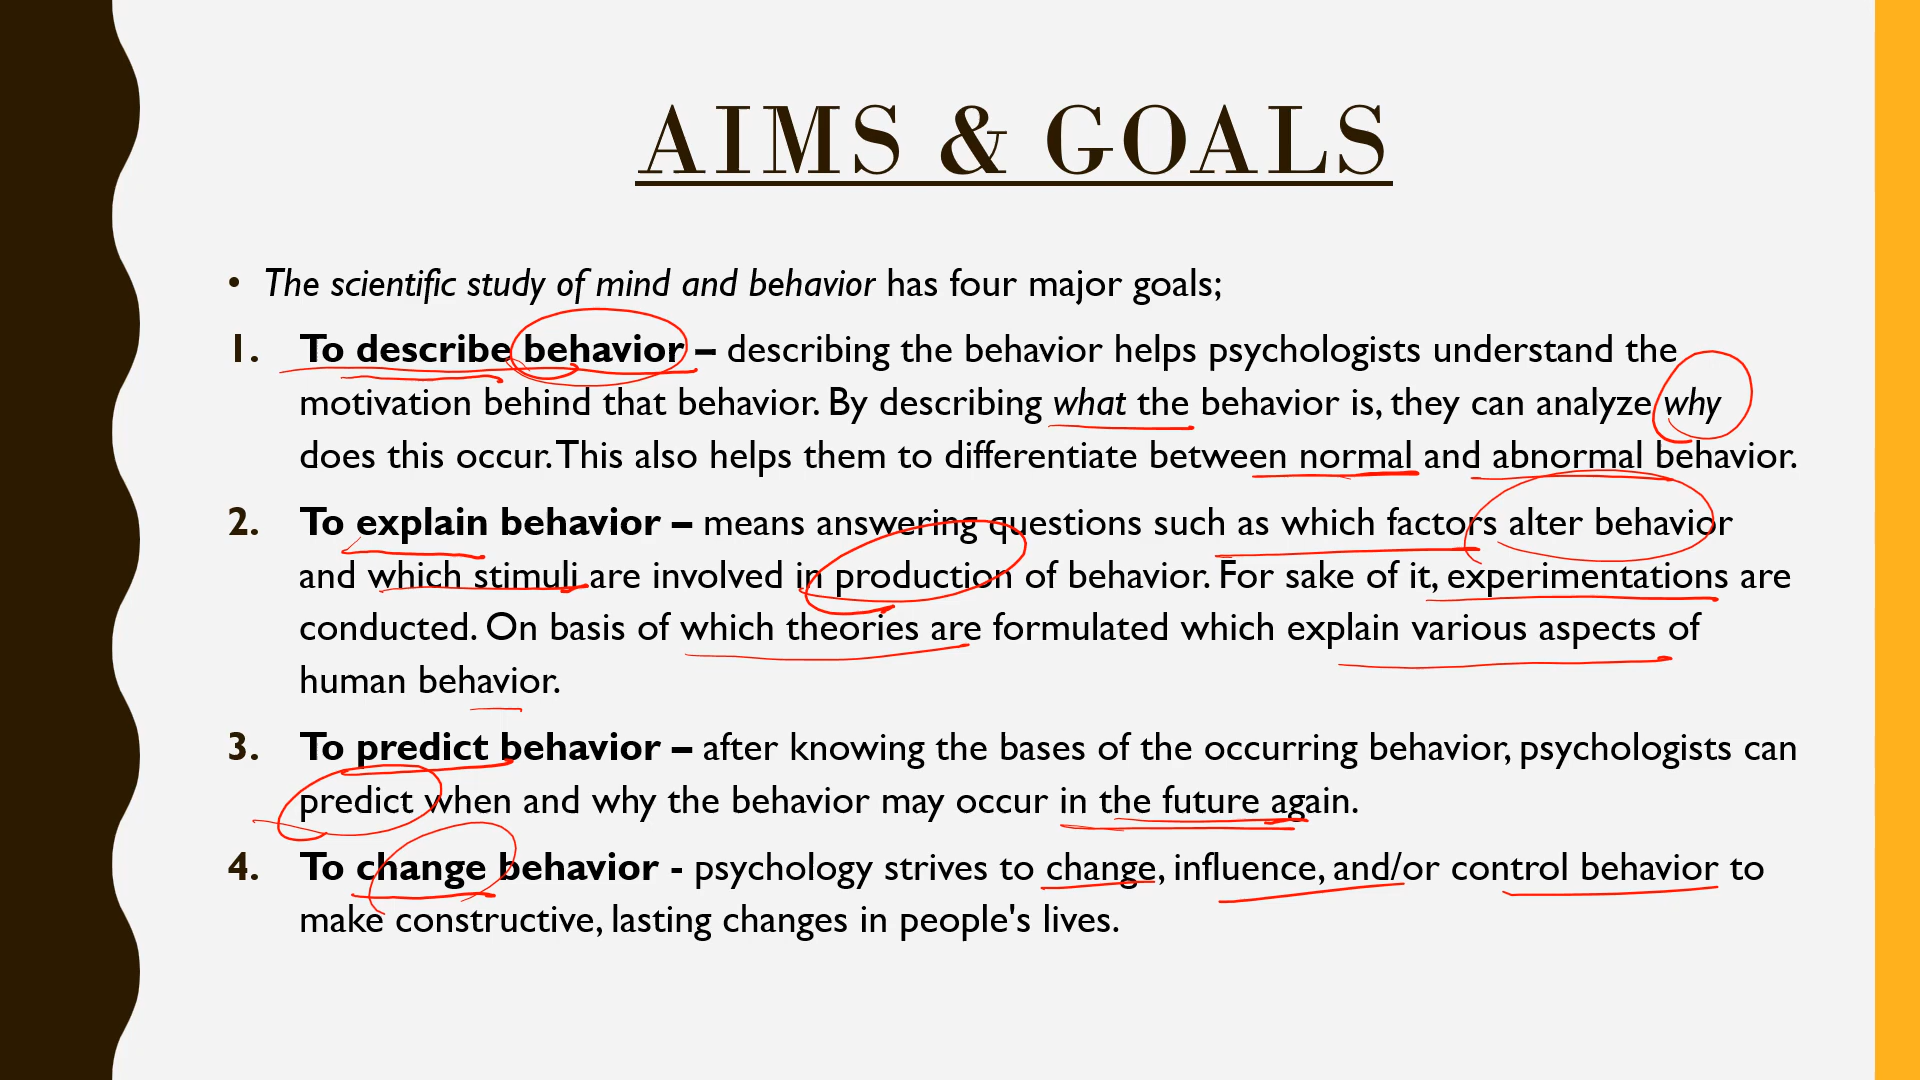 AIMS & GOALS
• The scientific study of mind and behavior has four major goals;
1. To describe behavior – describing the behavior helps psychologists understand the
motivation behind that behavior. By describing what the behavior is, they can analyze why
does this occur. This also helps them to differentiate between normal and abnormal behavior.
2. To explain behavior – means answering questions such as which factors alter behavior
and which stimuli are involved in production of behavior. For sake of it, experimentations are
conducted. On basis of which theories are formulated which explain various aspects of
human behavior.
3. To predict behavior – after knowing the bases of the occurring behavior, psychologists can
predict when and why the behavior may occur in the future again.
4. To change behavior - psychology strives to change, influence, and/or control behavior to
make constructive, lasting changes in people's lives.